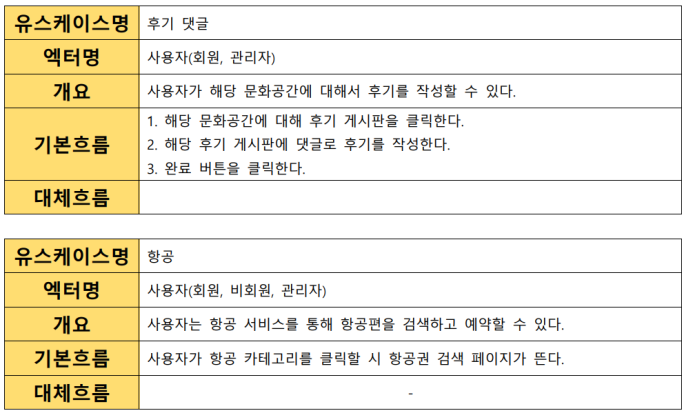 유스케이스명 후기 댓글
엑터명 사용자(회원, 관리자)
개요 사용자가 해당 문화공간에 대해서 후기를 작성할 수 있다.
기본흐름
1. 해당 문화공간에 대해 후기 게시판을 클릭한다.
2. 해당 후기 게시판에 댓글로 후기를 작성한다.
3. 완료 버튼을 클릭한다.
대체흐름
유스케이스명 항공
엑터명 사용자(회원, 비회원, 관리자)
개요 사용자는 항공 서비스를 통해 항공편을 검색하고 예약할 수 있다.
기본흐름 사용자가 항공 카테고리를 클릭할 시 항공권 검색 페이지가 뜬다.
대체흐름 -